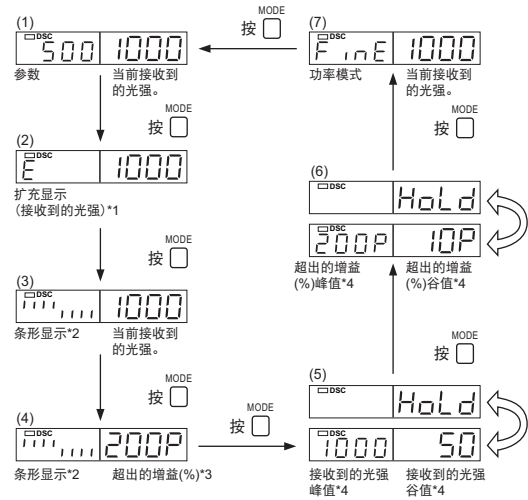 (1)
DSC
500 1000
参数
当前接收到
的光强。
MODE
按
(2)
DSC
E 1000
扩充显示
(接收到的光强)*1
MODE
按
(3)
DSC
1000
条形显示*2
当前接收到
的光强。
MODE
按
(4)
DSC
200P
条形显示*2
超出的增益(%)*3
MODE
按
(5)
DSC
HoLd
DSC
1000 50
接收到的光强
峰值*4
接收到的光强
谷值*4
MODE
按
(6)
DSC
HoLd
DSC
200P 10P
超出的增益
(%)峰值*4
超出的增益
(%)谷值*4
MODE
按
(7)
DSC
FinE 1000
功率模式
当前接收到
的光强。
MODE
按